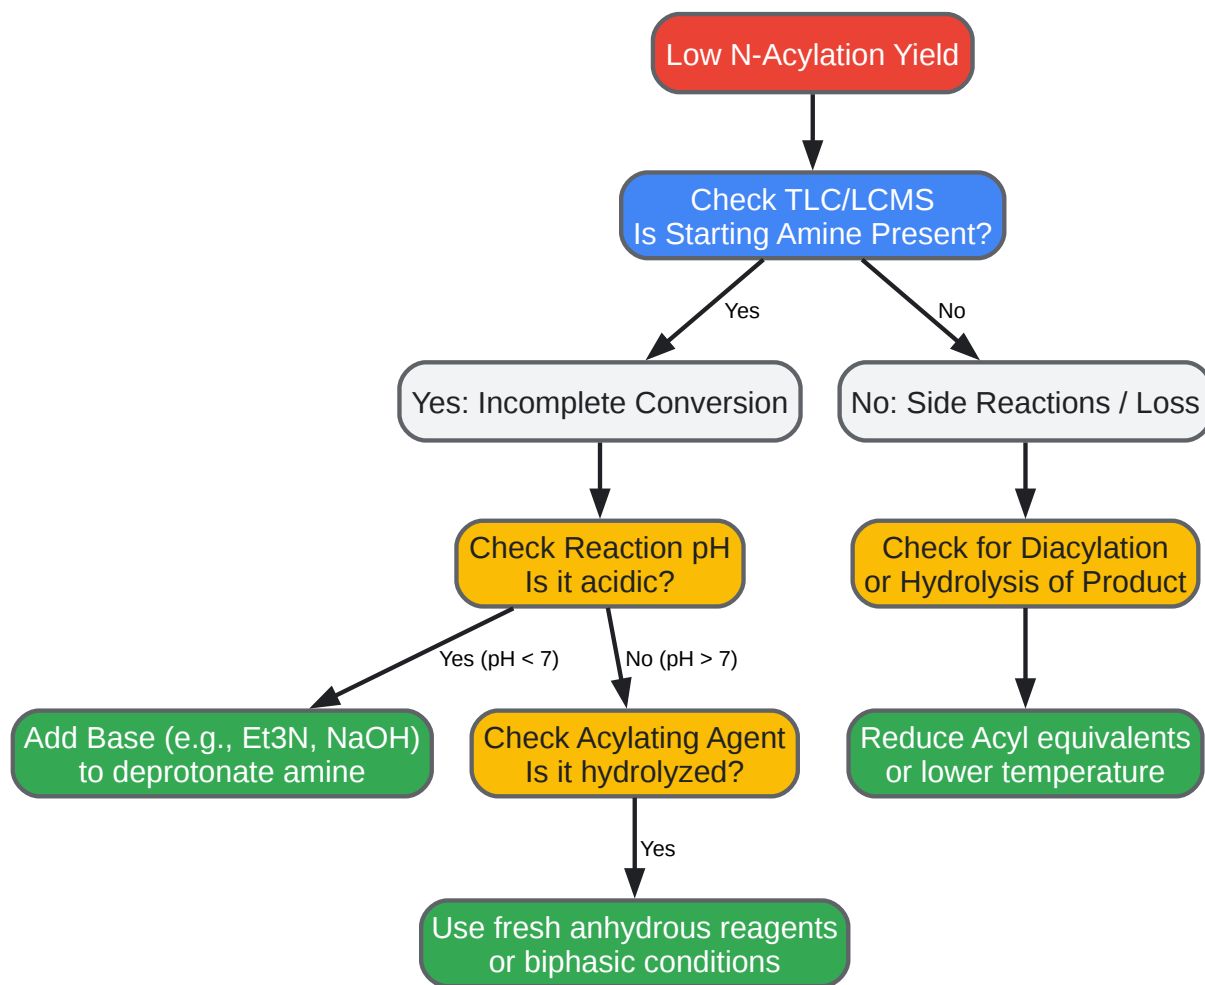 Low N-Acylation Yield
Check TLC/LCMS
Is Starting Amine Present?
Yes
No
Yes: Incomplete Conversion
No: Side Reactions / Loss
Check Reaction pH
Is it acidic?
Check for Diacylation
or Hydrolysis of Product
Yes (pH < 7)
No (pH > 7)
Add Base (e.g., Et3N, NaOH)
to deprotonate amine
Check Acylating Agent
Is it hydrolyzed?
Reduce Acyl equivalents
or lower temperature
Yes
Use fresh anhydrous reagents
or biphasic conditions